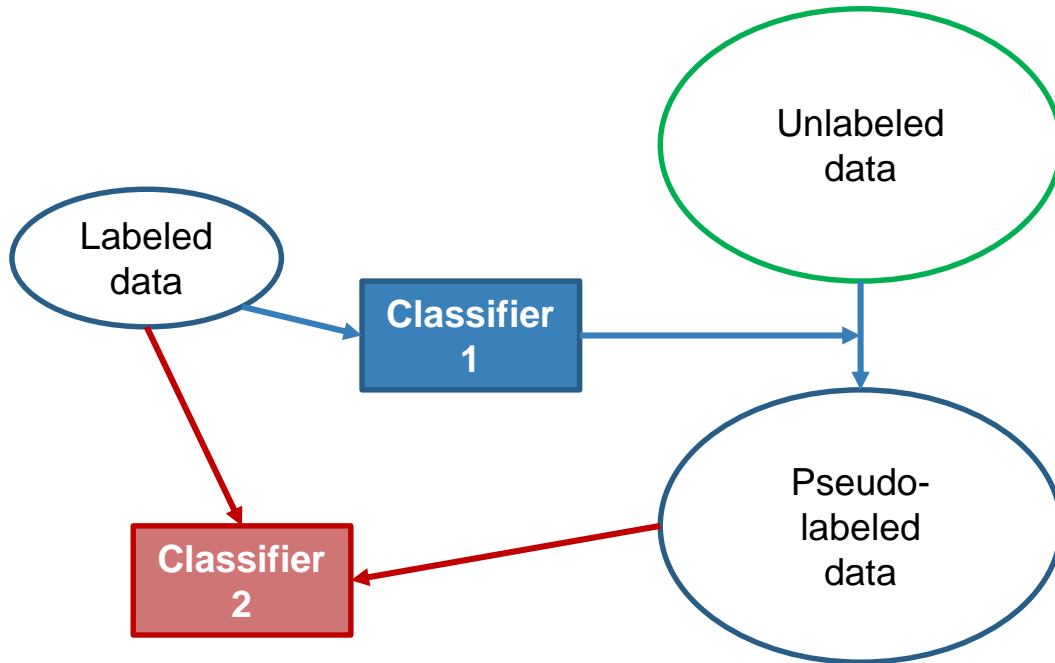 Unlabeled
data
Labeled
data
Classifier
1
Pseudo-
labeled
data
Classifier
2